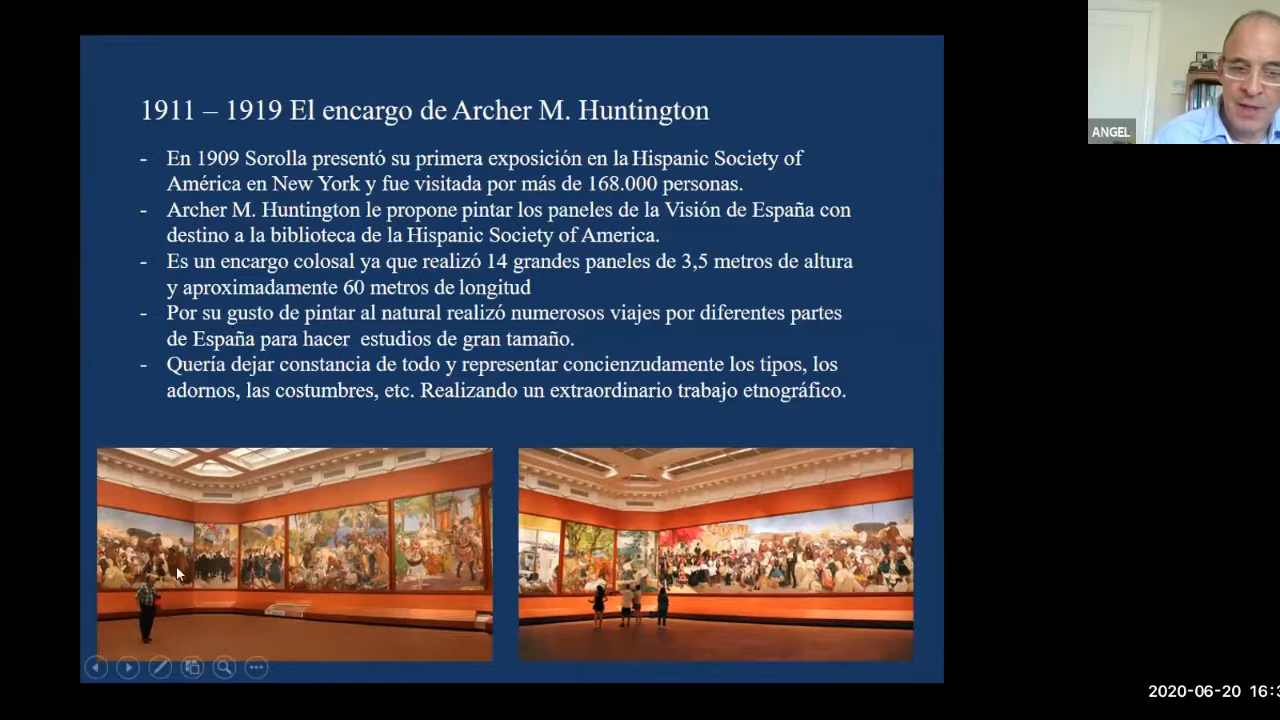 1911 – 1919 El encargo de Archer M. Huntington
- En 1909 Sorolla presentó su primera exposición en la Hispanic Society of
América en New York y fue visitada por más de 168.000 personas.
- Archer M. Huntington le propone pintar los paneles de la Visión de España con
destino a la biblioteca de la Hispanic Society of America.
- Es un encargo colosal ya que realizó 14 grandes paneles de 3,5 metros de altura
y aproximadamente 60 metros de longitud
- Por su gusto de pintar al natural realizó numerosos viajes por diferentes partes
de España para hacer estudios de gran tamaño.
- Quería dejar constancia de todo y representar concienzudamente los tipos, los
adornos, las costumbres, etc. Realizando un extraordinario trabajo etnográfico.
ANGEL
2020-06-20 16:3